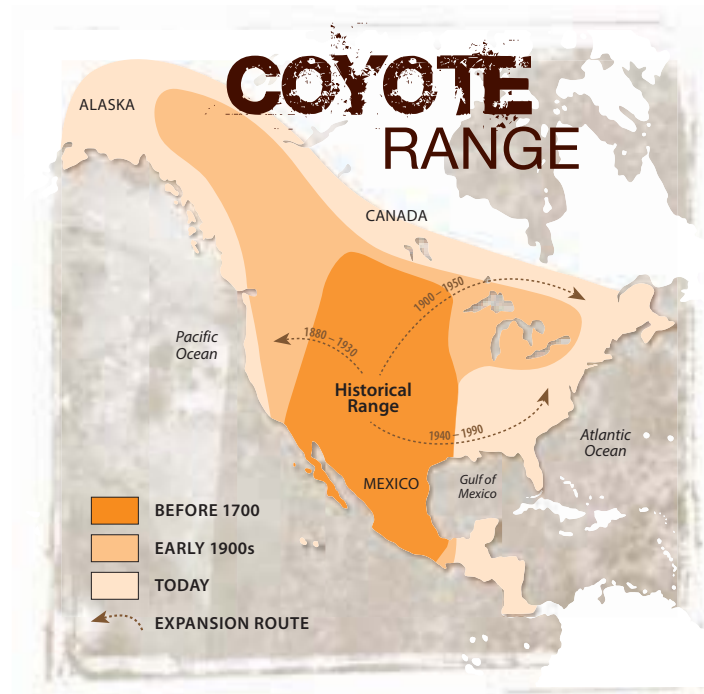 COYOTE
RANGE
ALASKA
CANADA
1900 – 1950
Pacific
Ocean
1880 – 1930
Historical
Range
1940 – 1990
Atlantic
Ocean
MEXICO
Gulf of
Mexico
BEFORE 1700
EARLY 1900s
TODAY
EXPANSION ROUTE